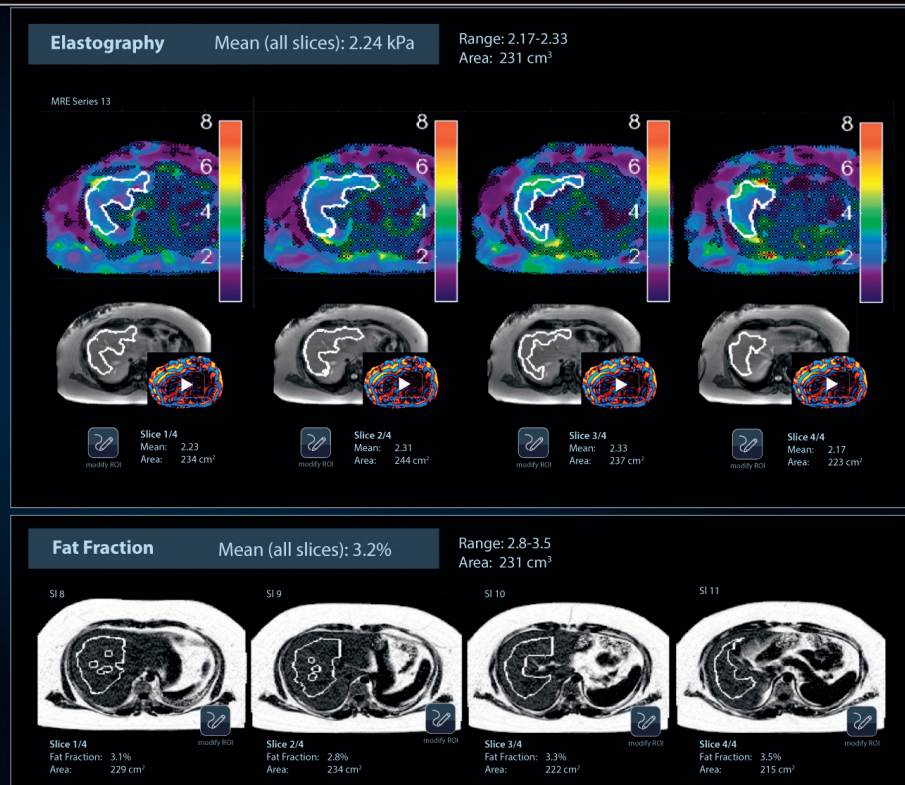 Elastography Mean (all slices): 2.24 kPa
Range: 2.17-2.33
Area: 231 cm³
MRE Series 13
8 8 8 8
6 6 6 6
4 4 4 4
2 2 2 2
modify ROI
Slice 1/4
Mean: 2.23
Area: 234 cm²
modify ROI
Slice 2/4
Mean: 2.31
Area: 244 cm²
modify ROI
Slice 3/4
Mean: 2.33
Area: 237 cm²
modify ROI
Slice 4/4
Mean: 2.17
Area: 223 cm²
Fat Fraction Mean (all slices): 3.2%
Range: 2.8-3.5
Area: 231 cm³
SI 8 SI 9 SI 10 SI 11
modify ROI
Slice 1/4
Fat Fraction: 3.1%
Area: 229 cm²
modify ROI
Slice 2/4
Fat Fraction: 2.8%
Area: 234 cm²
modify ROI
Slice 3/4
Fat Fraction: 3.3%
Area: 222 cm²
modify ROI
Slice 4/4
Fat Fraction: 3.5%
Area: 215 cm²